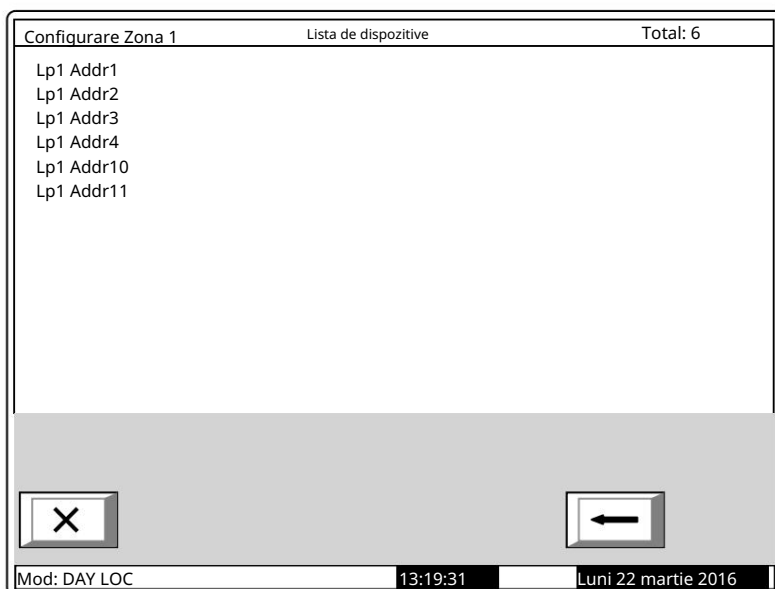 Configurare Zona 1 Lista de dispozitive Total: 6
Lp1 Addr1
Lp1 Addr2
Lp1 Addr3
Lp1 Addr4
Lp1 Addr10
Lp1 Addr11
Mod: DAY LOC 13:19:31 Luni 22 martie 2016